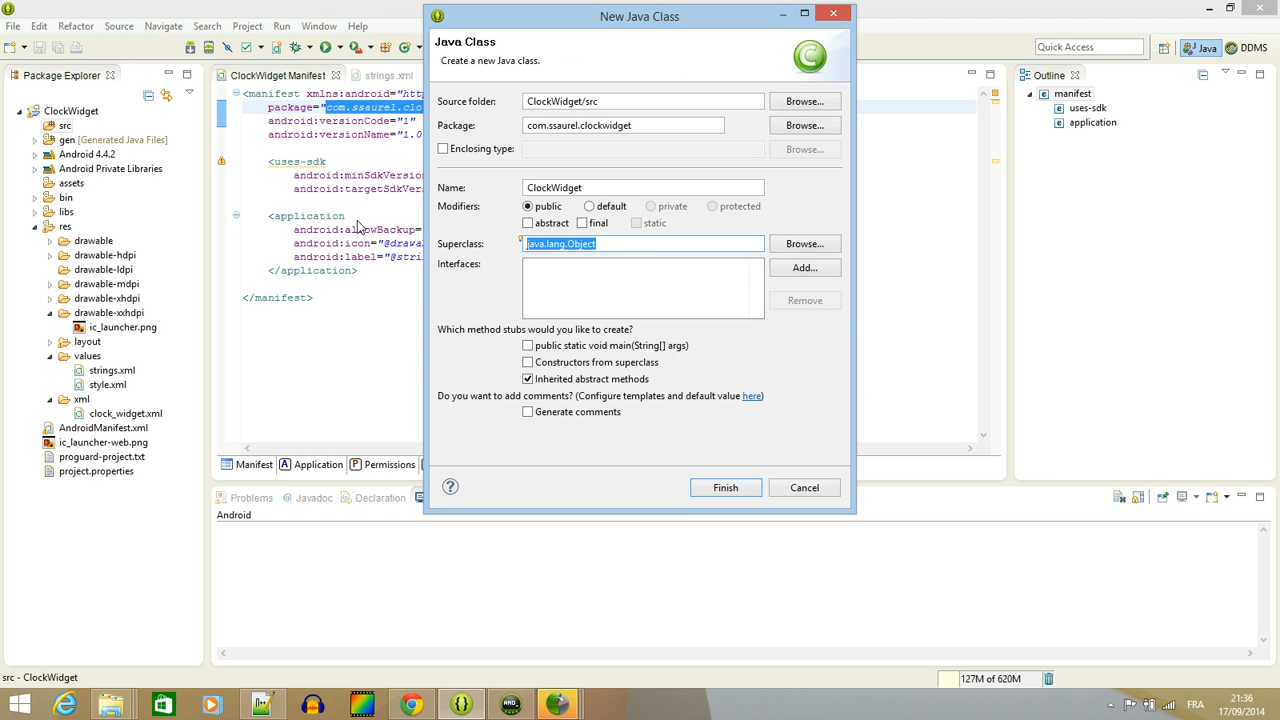 New Java Class
File Edit Refactor Source Navigate Search Project Run Window Help
Quick Access
Java
DDMS
Package Explorer
ClockWidget
src
gen [Generated Java Files]
Android 4.4.2
Android Private Libraries
assets
bin
libs
res
drawable
drawable-hdpi
drawable-ldpi
drawable-mdpi
drawable-xhdpi
drawable-xxhdpi
ic_launcher.png
layout
values
strings.xml
style.xml
xml
clock_widget.xml
AndroidManifest.xml
ic_launcher-web.png
proguard-project.txt
project.properties
ClockWidget Manifest
strings.xml
<manifest xmlns:android="htt
package="com.ssaurel.clo
android:versionCode="1"
android:versionName="1.0
<uses-sdk
android:minSdkVersion
android:targetSdkVer
<application
android:allowBackup=
android:icon="@drawa
android:label="@stri
</application>
</manifest>
Manifest
Application
Permissions
Java Class
Create a new Java class.
Source folder: ClockWidget/src Browse...
Package: com.ssaurel.clockwidget Browse...
Enclosing type: Browse...
Name: ClockWidget
Modifiers: public default private protected
abstract final static
Superclass: java.lang.Object Browse...
Interfaces: Add...
Remove
Which method stubs would you like to create?
public static void main(String[] args)
Constructors from superclass
Inherited abstract methods
Do you want to add comments? (Configure templates and default value here)
Generate comments
Finish
Cancel
Outline
manifest
uses-sdk
application
Problems
Javadoc
Declaration
Android
src - ClockWidget
127M of 620M
FRA
21:36
17/09/2014